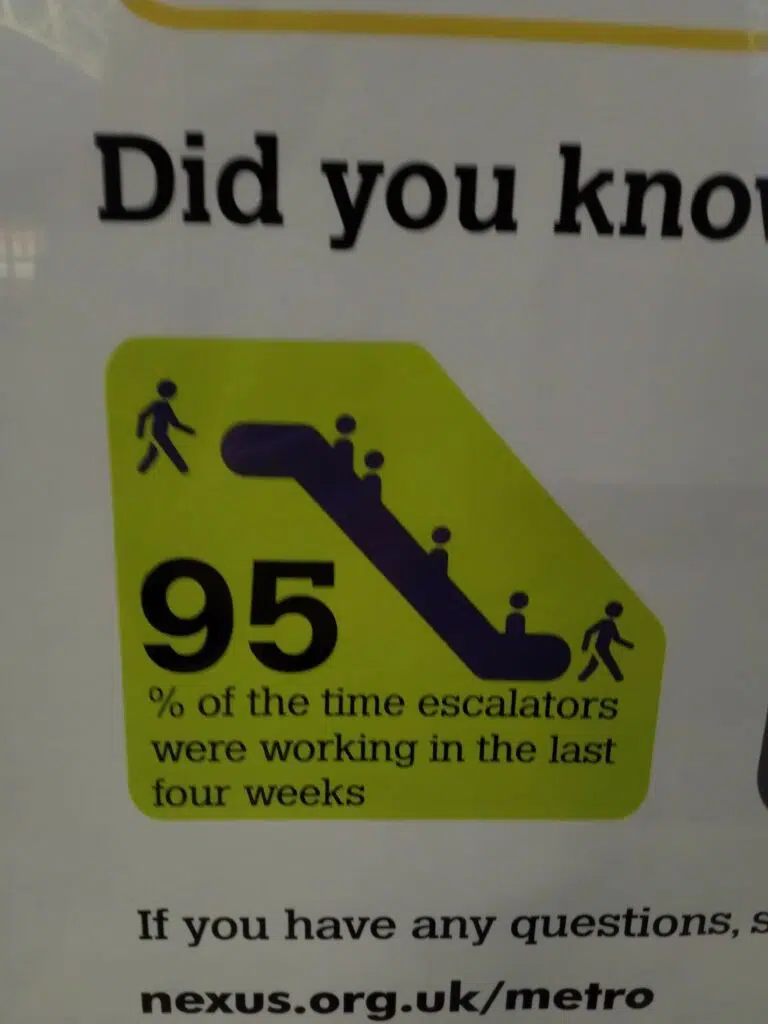 Did you kno
95
% of the time escalators
were working in the last
four weeks
If you have any questions,
nexus.org.uk/metro